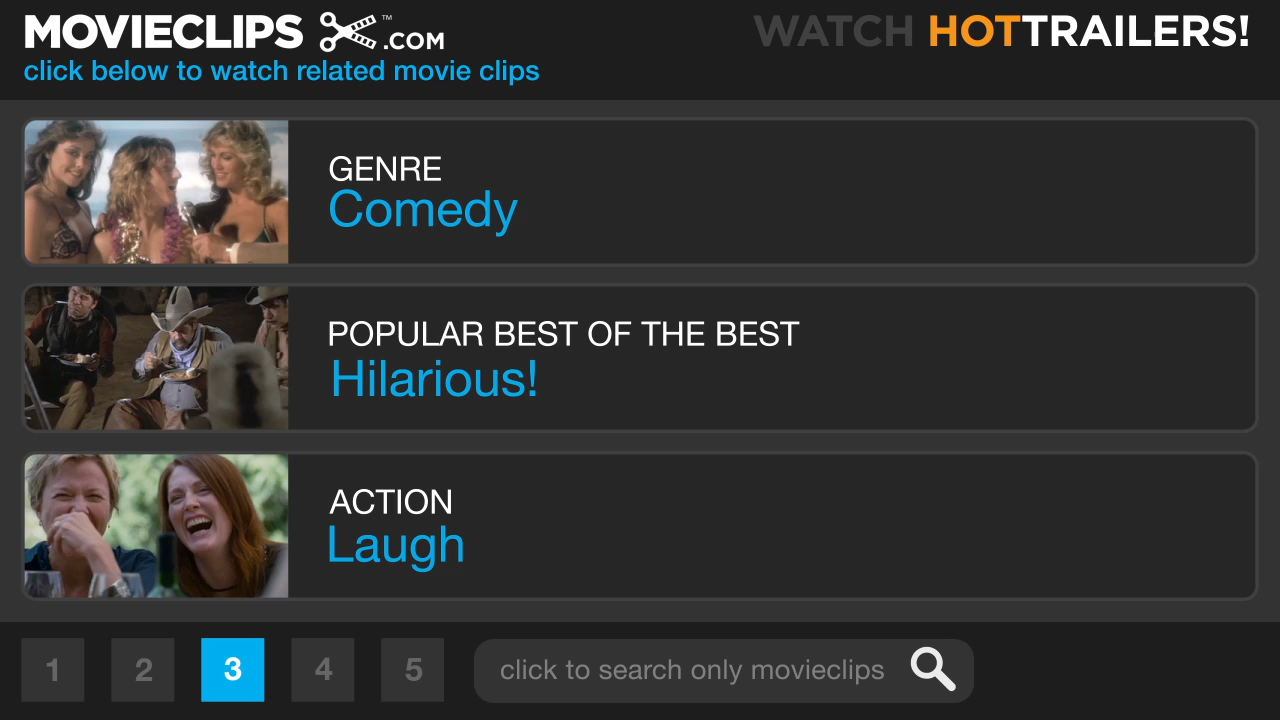 MOVIECLIPS™.COM
WATCH HOTTRAILERS!
click below to watch related movie clips
GENRE
Comedy
POPULAR BEST OF THE BEST
Hilarious!
ACTION
Laugh
1 2 3 4 5 click to search only movieclips